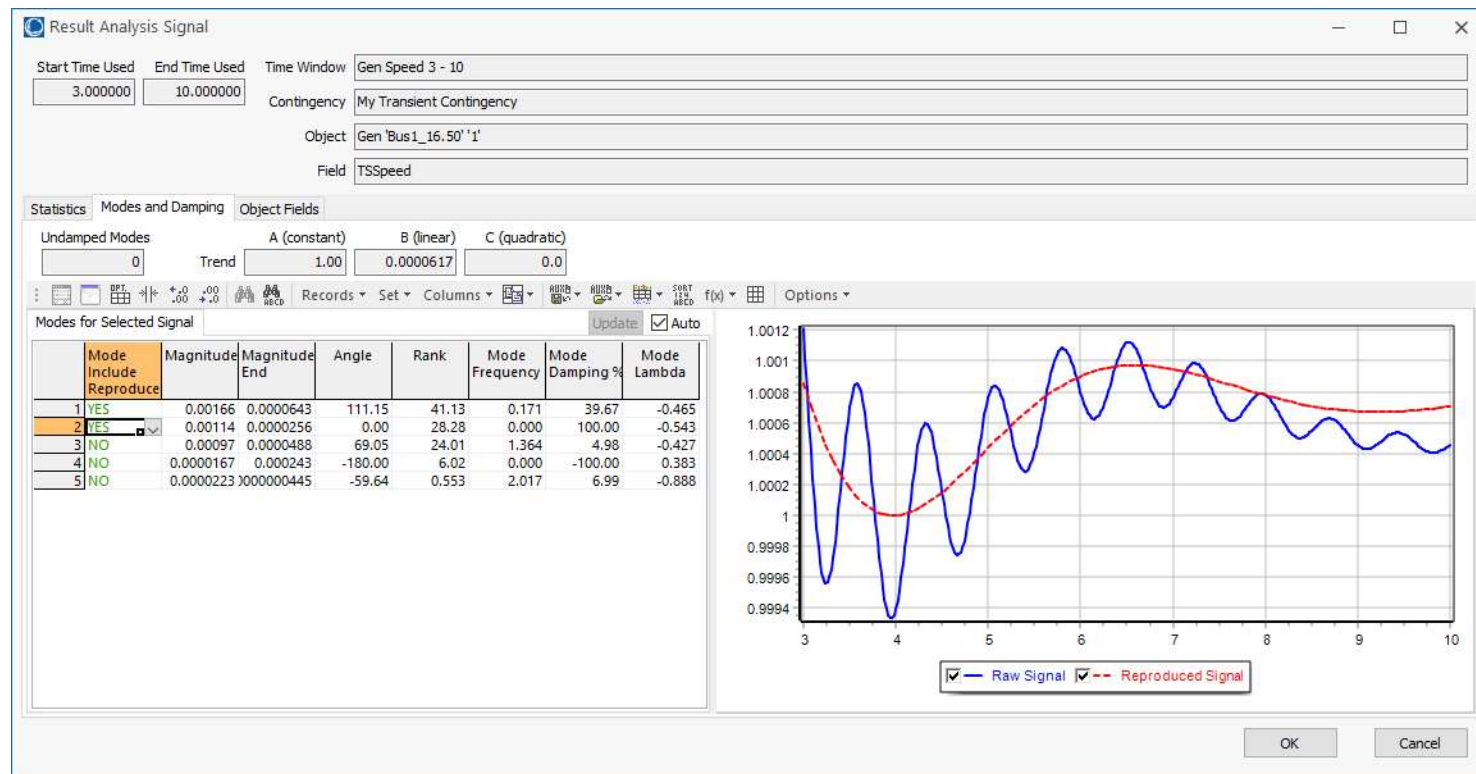 Result Analysis Signal
Start Time Used End Time Used Time Window Gen Speed 3 - 10
3.000000 10.000000
Contingency My Transient Contingency
Object Gen 'Bus1_16.50' '1'
Field TSSpeed
Statistics Modes and Damping Object Fields
Undamped Modes A (constant) B (linear) C (quadratic)
0 Trend 1.00 0.0000617 0.0
Records Set Columns f(x) Options
Modes for Selected Signal Update Auto
Mode Include Reproduce Magnitude Magnitude End Angle Rank Mode Frequency Mode Damping % Mode Lambda
1 YES 0.00166 0.0000643 111.15 41.13 0.171 39.67 -0.465
2 YES 0.00114 0.0000256 0.00 28.28 0.000 100.00 -0.543
3 NO 0.00097 0.0000488 69.05 24.01 1.364 4.98 -0.427
4 NO 0.0000167 0.000243 -180.00 6.02 0.000 -100.00 0.383
5 NO 0.0000223 0000000445 -59.64 0.553 2.017 6.99 -0.888
1.0012
1.001
1.0008
1.0006
1.0004
1.0002
1
0.9998
0.9996
0.9994
3 4 5 6 7 8 9 10
Raw Signal Reproduced Signal
OK Cancel